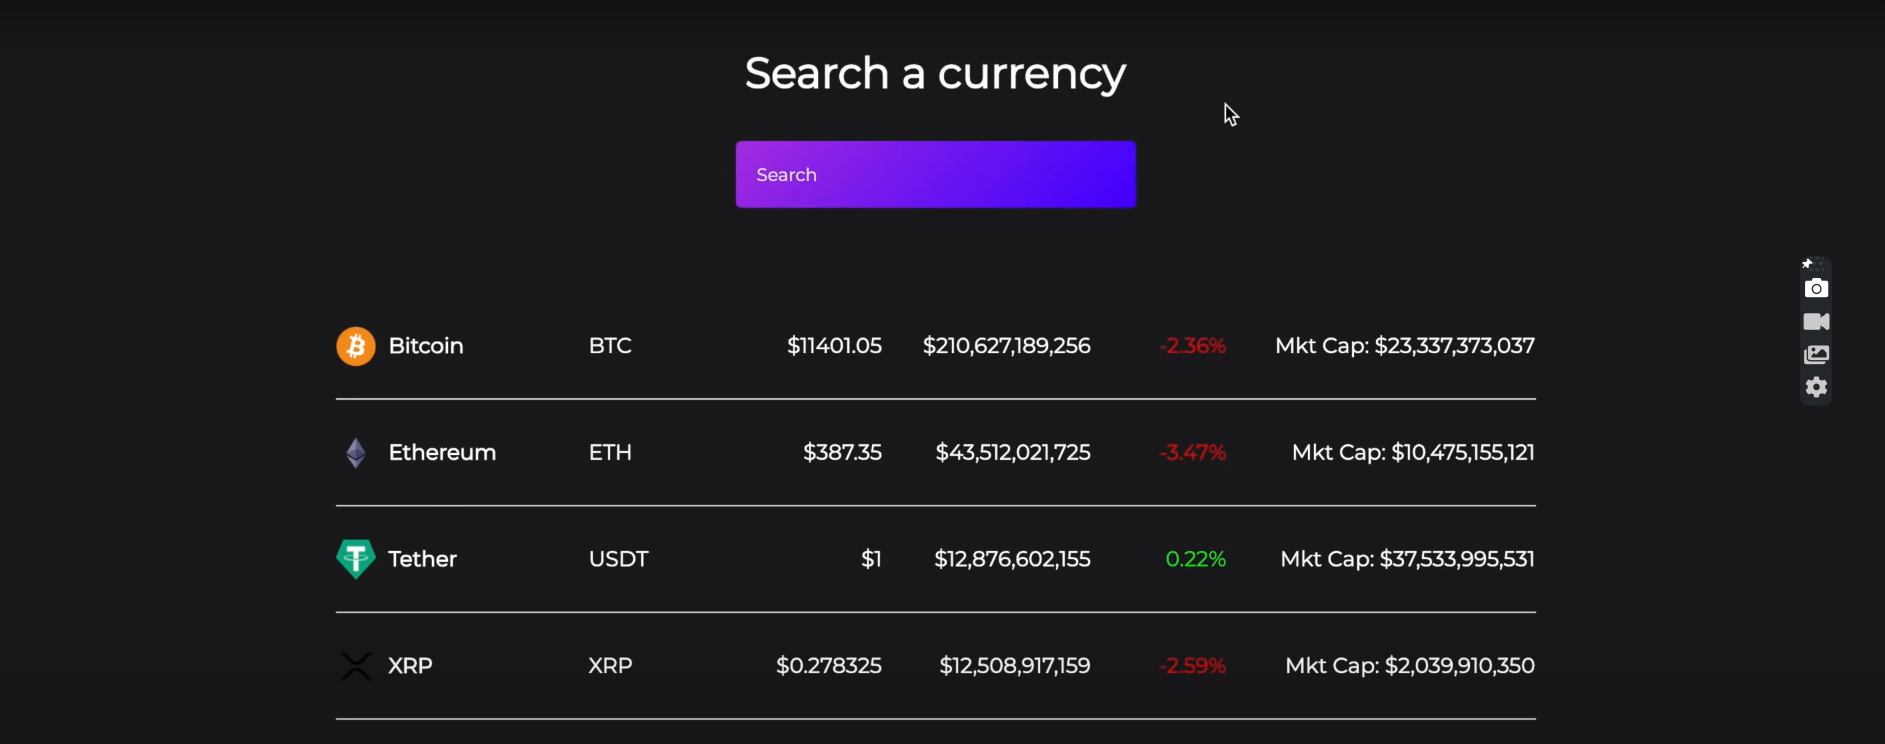 Search a currency
Search
Bitcoin BTC $11401.05 $210,627,189,256 -2.36% Mkt Cap: $23,337,373,037
Ethereum ETH $387.35 $43,512,021,725 -3.47% Mkt Cap: $10,475,155,121
Tether USDT $1 $12,876,602,155 0.22% Mkt Cap: $37,533,995,531
XRP XRP $0.278325 $12,508,917,159 -2.59% Mkt Cap: $2,039,910,350